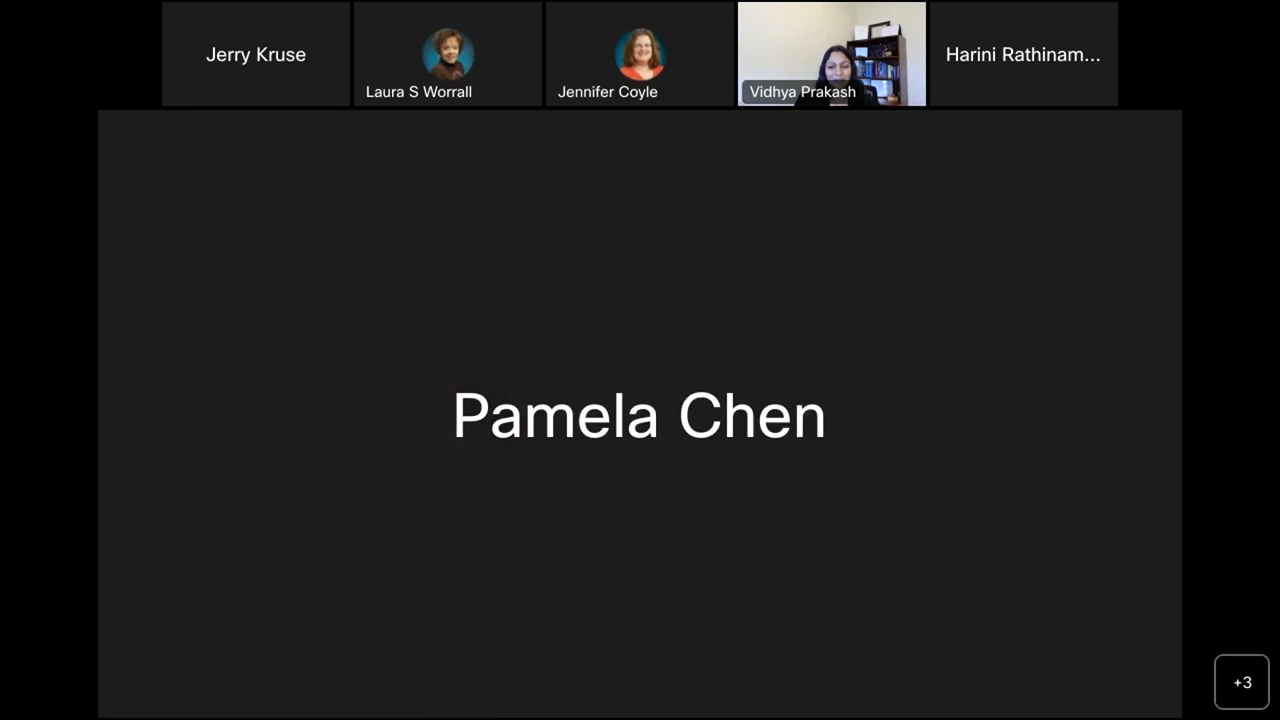 Jerry Kruse
Laura S Worrall
Jennifer Coyle
Vidhya Prakash
Harini Rathinam...
Pamela Chen
+3